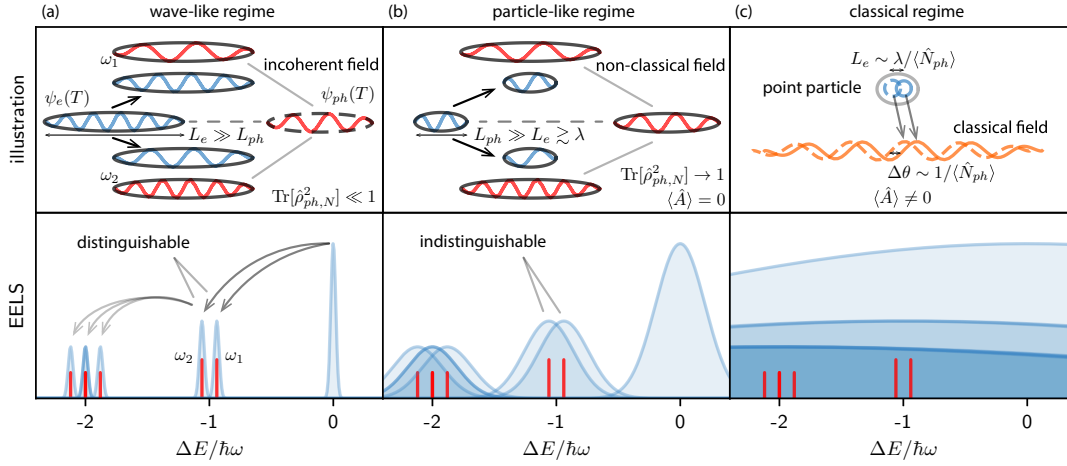 (a) wave-like regime
(b) particle-like regime
(c) classical regime
illustration
ω1
incoherent field
ψe(T)
ψph(T)
Le ≫ Lph
ω2
Tr[ρ̂²ph,N] ≪ 1
non-classical field
Lph ≫ Le ≳ λ
Tr[ρ̂²ph,N] → 1
⟨Â⟩ = 0
Le ∼ λ/⟨N̂ph⟩
point particle
classical field
Δθ ∼ 1/⟨N̂ph⟩
⟨Â⟩ ≠ 0
EELS
distinguishable
ω2 ω1
indistinguishable
-2 -1 0
-2 -1 0
-2 -1 0
ΔE/ℏω
ΔE/ℏω
ΔE/ℏω